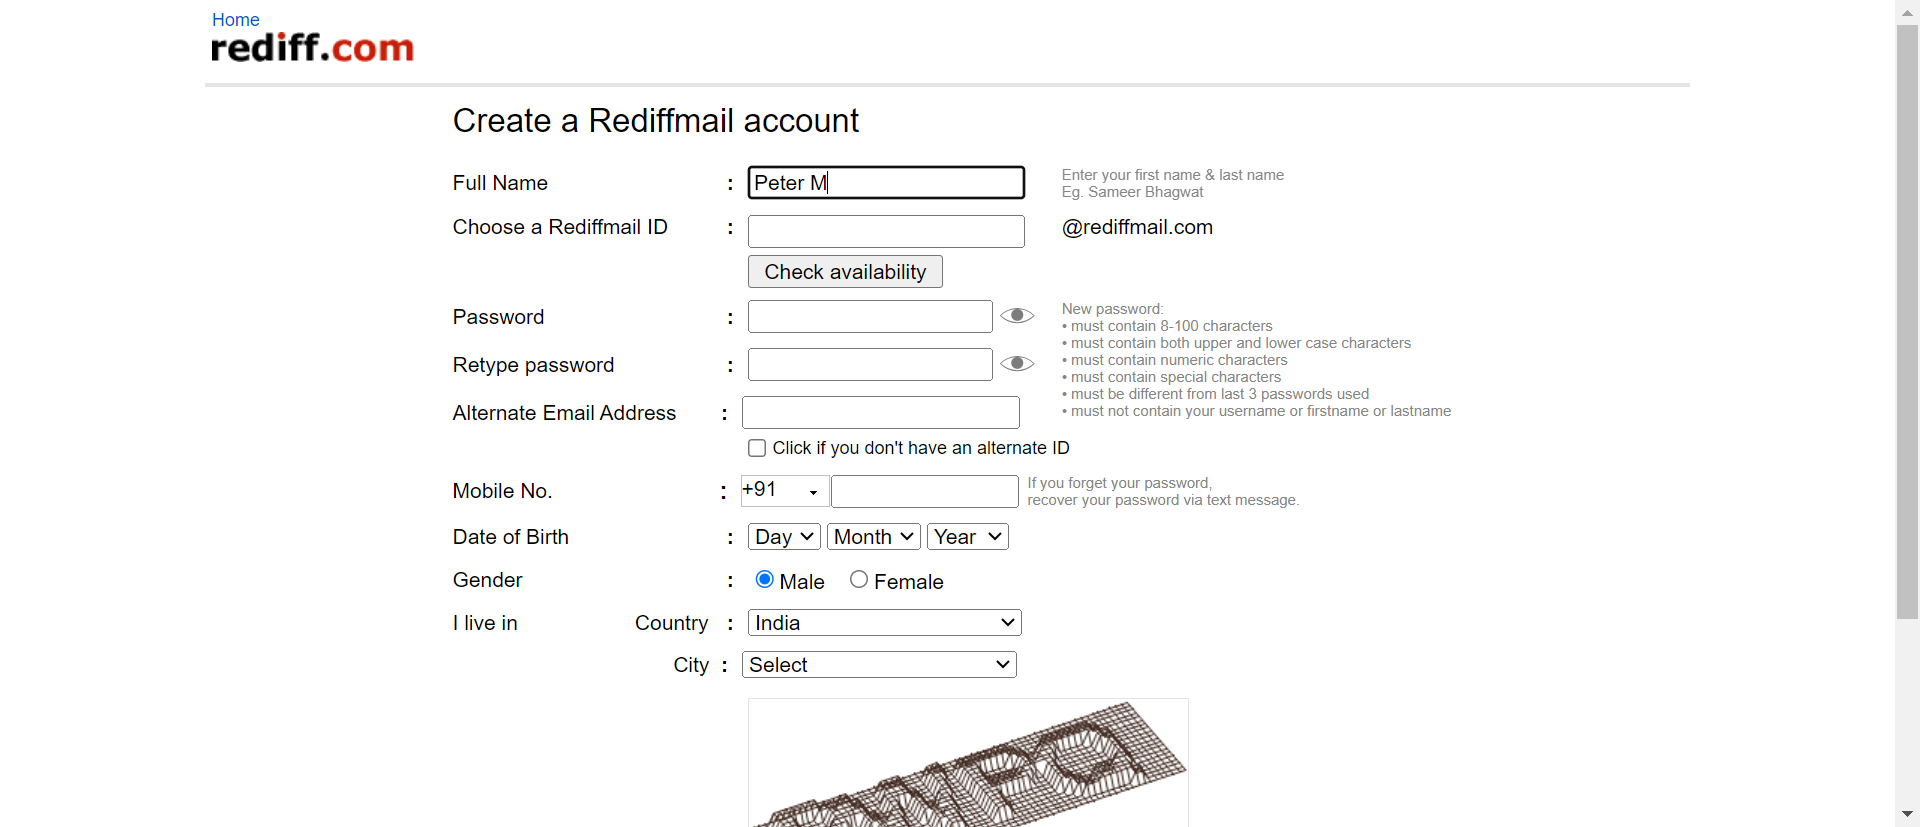 Home
rediff.com
Create a Rediffmail account
Full Name : Peter M
Enter your first name & last name
Eg. Sameer Bhagwat
Choose a Rediffmail ID : @rediffmail.com
Check availability
Password :
Retype password :
New password:
• must contain 8-100 characters
• must contain both upper and lower case characters
• must contain numeric characters
• must contain special characters
• must be different from last 3 passwords used
• must not contain your username or firstname or lastname
Alternate Email Address :
Click if you don't have an alternate ID
Mobile No. : +91
If you forget your password,
recover your password via text message.
Date of Birth : Day Month Year
Gender : Male Female
I live in Country : India
City : Select